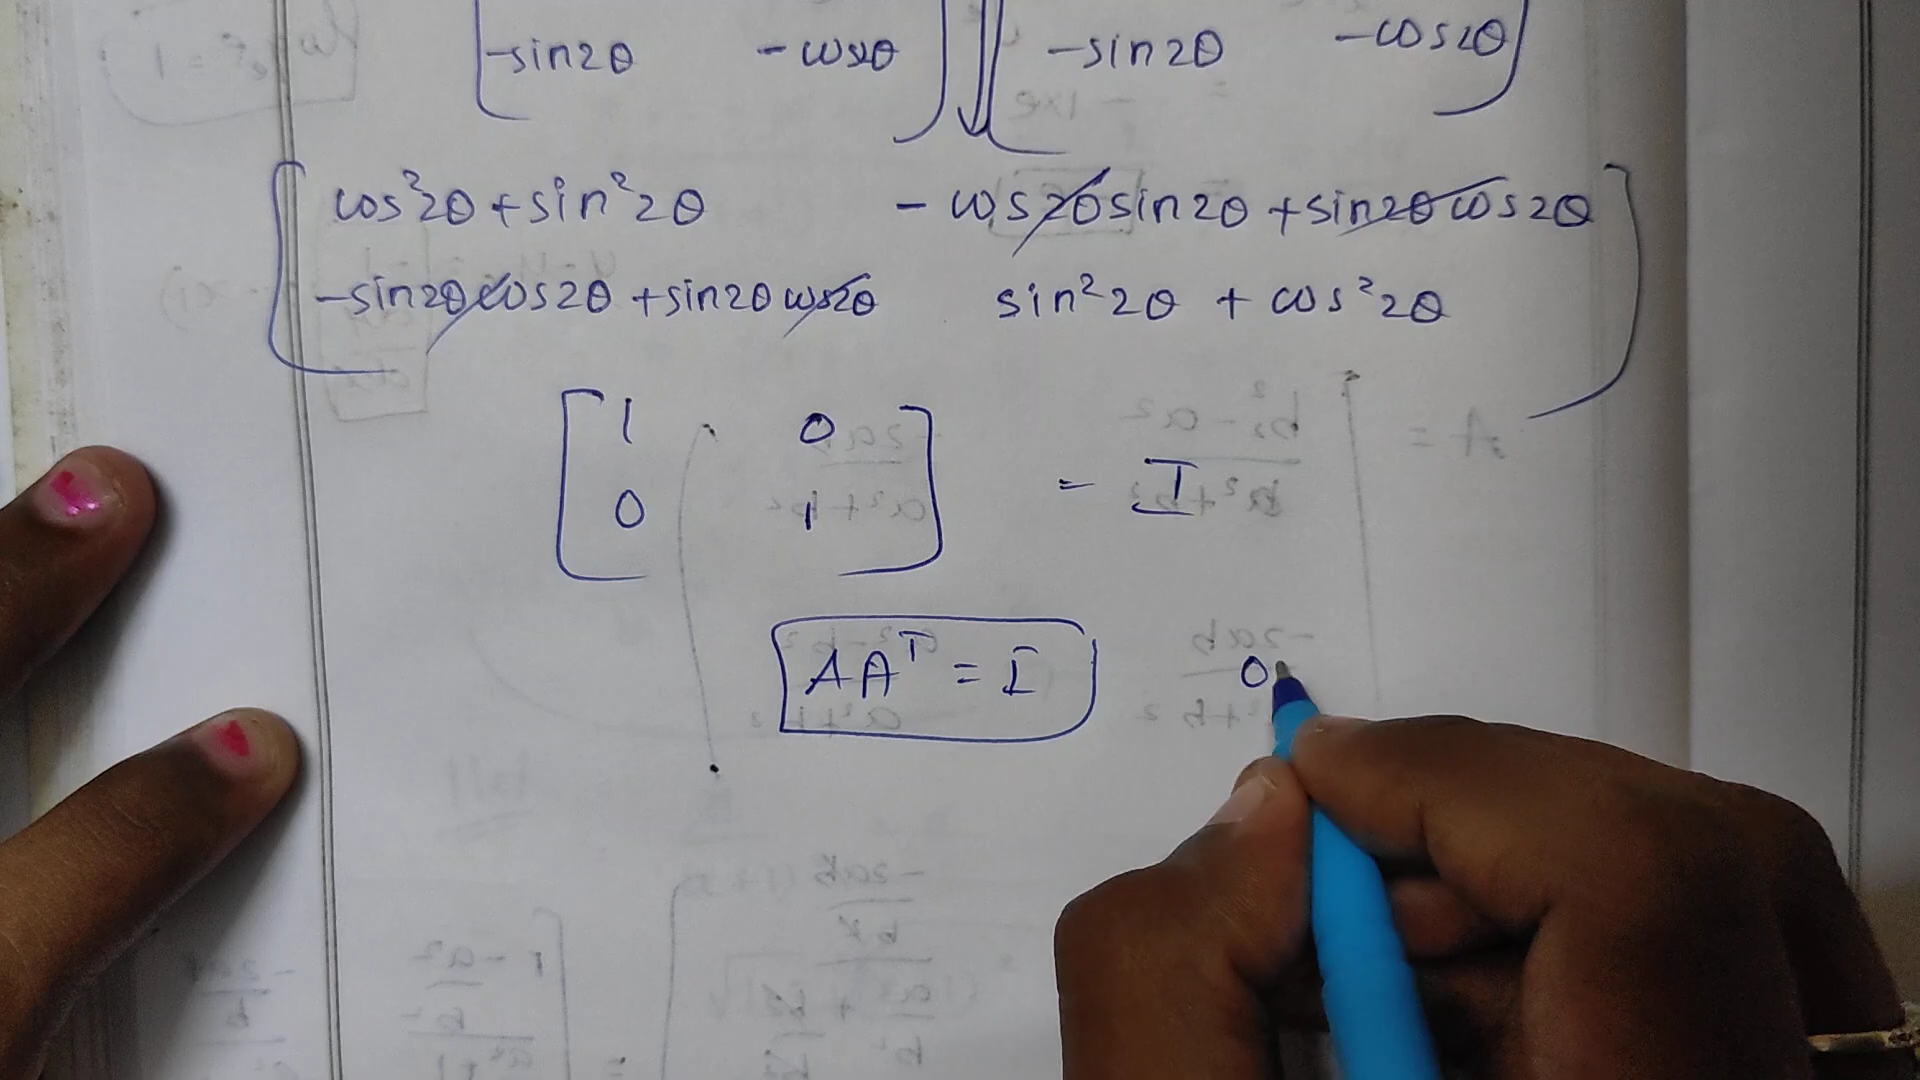 -sin2θ -cos2θ -sin2θ -cos2θ
cos²2θ + sin²2θ - cos2θ sin2θ + sin2θ cos2θ
-sin2θ cos2θ + sin2θ cos2θ sin²2θ + cos²2θ
1 0
= I
0 1
AAᵀ = I 0